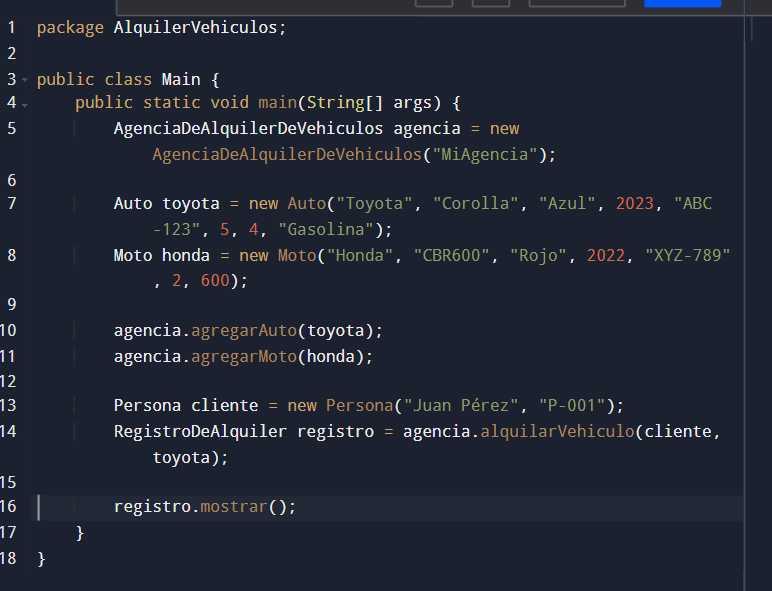 1 package AlquilerVehiculos;
2
3 public class Main {
4 public static void main(String[] args) {
5 AgenciaDeAlquilerDeVehiculos agencia = new
AgenciaDeAlquilerDeVehiculos("MiAgencia");
6
7 Auto toyota = new Auto("Toyota", "Corolla", "Azul", 2023, "ABC
-123", 5, 4, "Gasolina");
8 Moto honda = new Moto("Honda", "CBR600", "Rojo", 2022, "XYZ-789"
, 2, 600);
9
10 agencia.agregarAuto(toyota);
11 agencia.agregarMoto(honda);
12
13 Persona cliente = new Persona("Juan Pérez", "P-001");
14 RegistroDeAlquiler registro = agencia.alquilarVehiculo(cliente,
toyota);
15
16 registro.mostrar();
17 }
18 }